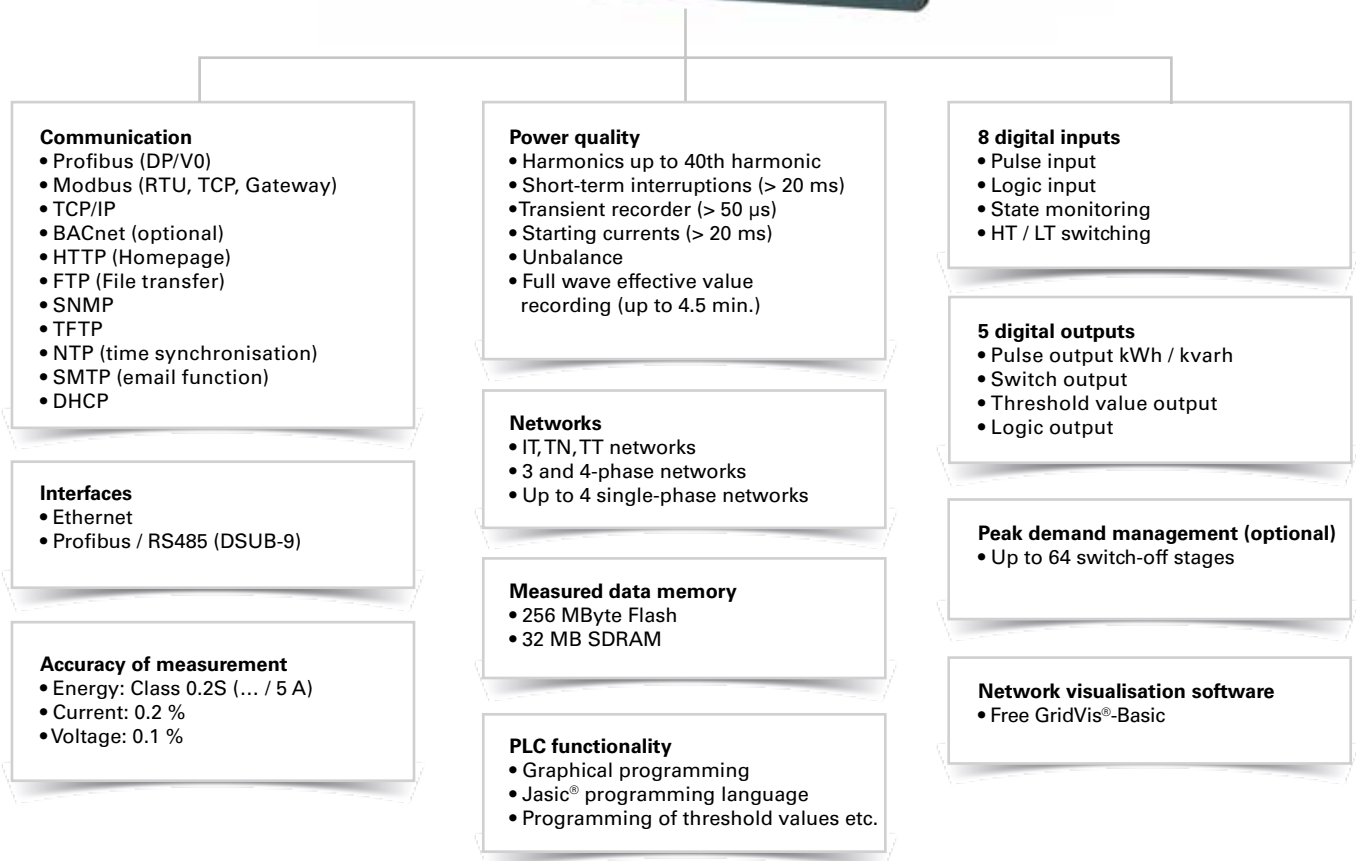 Communication
• Profibus (DP/V0)
• Modbus (RTU, TCP, Gateway)
• TCP/IP
• BACnet (optional)
• HTTP (Homepage)
• FTP (File transfer)
• SNMP
• TFTP
• NTP (time synchronisation)
• SMTP (email function)
• DHCP
Interfaces
• Ethernet
• Profibus / RS485 (DSUB-9)
Accuracy of measurement
• Energy: Class 0.2S (… / 5 A)
• Current: 0.2 %
• Voltage: 0.1 %
Power quality
• Harmonics up to 40th harmonic
• Short-term interruptions (> 20 ms)
• Transient recorder (> 50 µs)
• Starting currents (> 20 ms)
• Unbalance
• Full wave effective value
recording (up to 4.5 min.)
Networks
• IT, TN, TT networks
• 3 and 4-phase networks
• Up to 4 single-phase networks
Measured data memory
• 256 MByte Flash
• 32 MB SDRAM
PLC functionality
• Graphical programming
• Jasic® programming language
• Programming of threshold values etc.
8 digital inputs
• Pulse input
• Logic input
• State monitoring
• HT / LT switching
5 digital outputs
• Pulse output kWh / kvarh
• Switch output
• Threshold value output
• Logic output
Peak demand management (optional)
• Up to 64 switch-off stages
Network visualisation software
• Free GridVis®-Basic